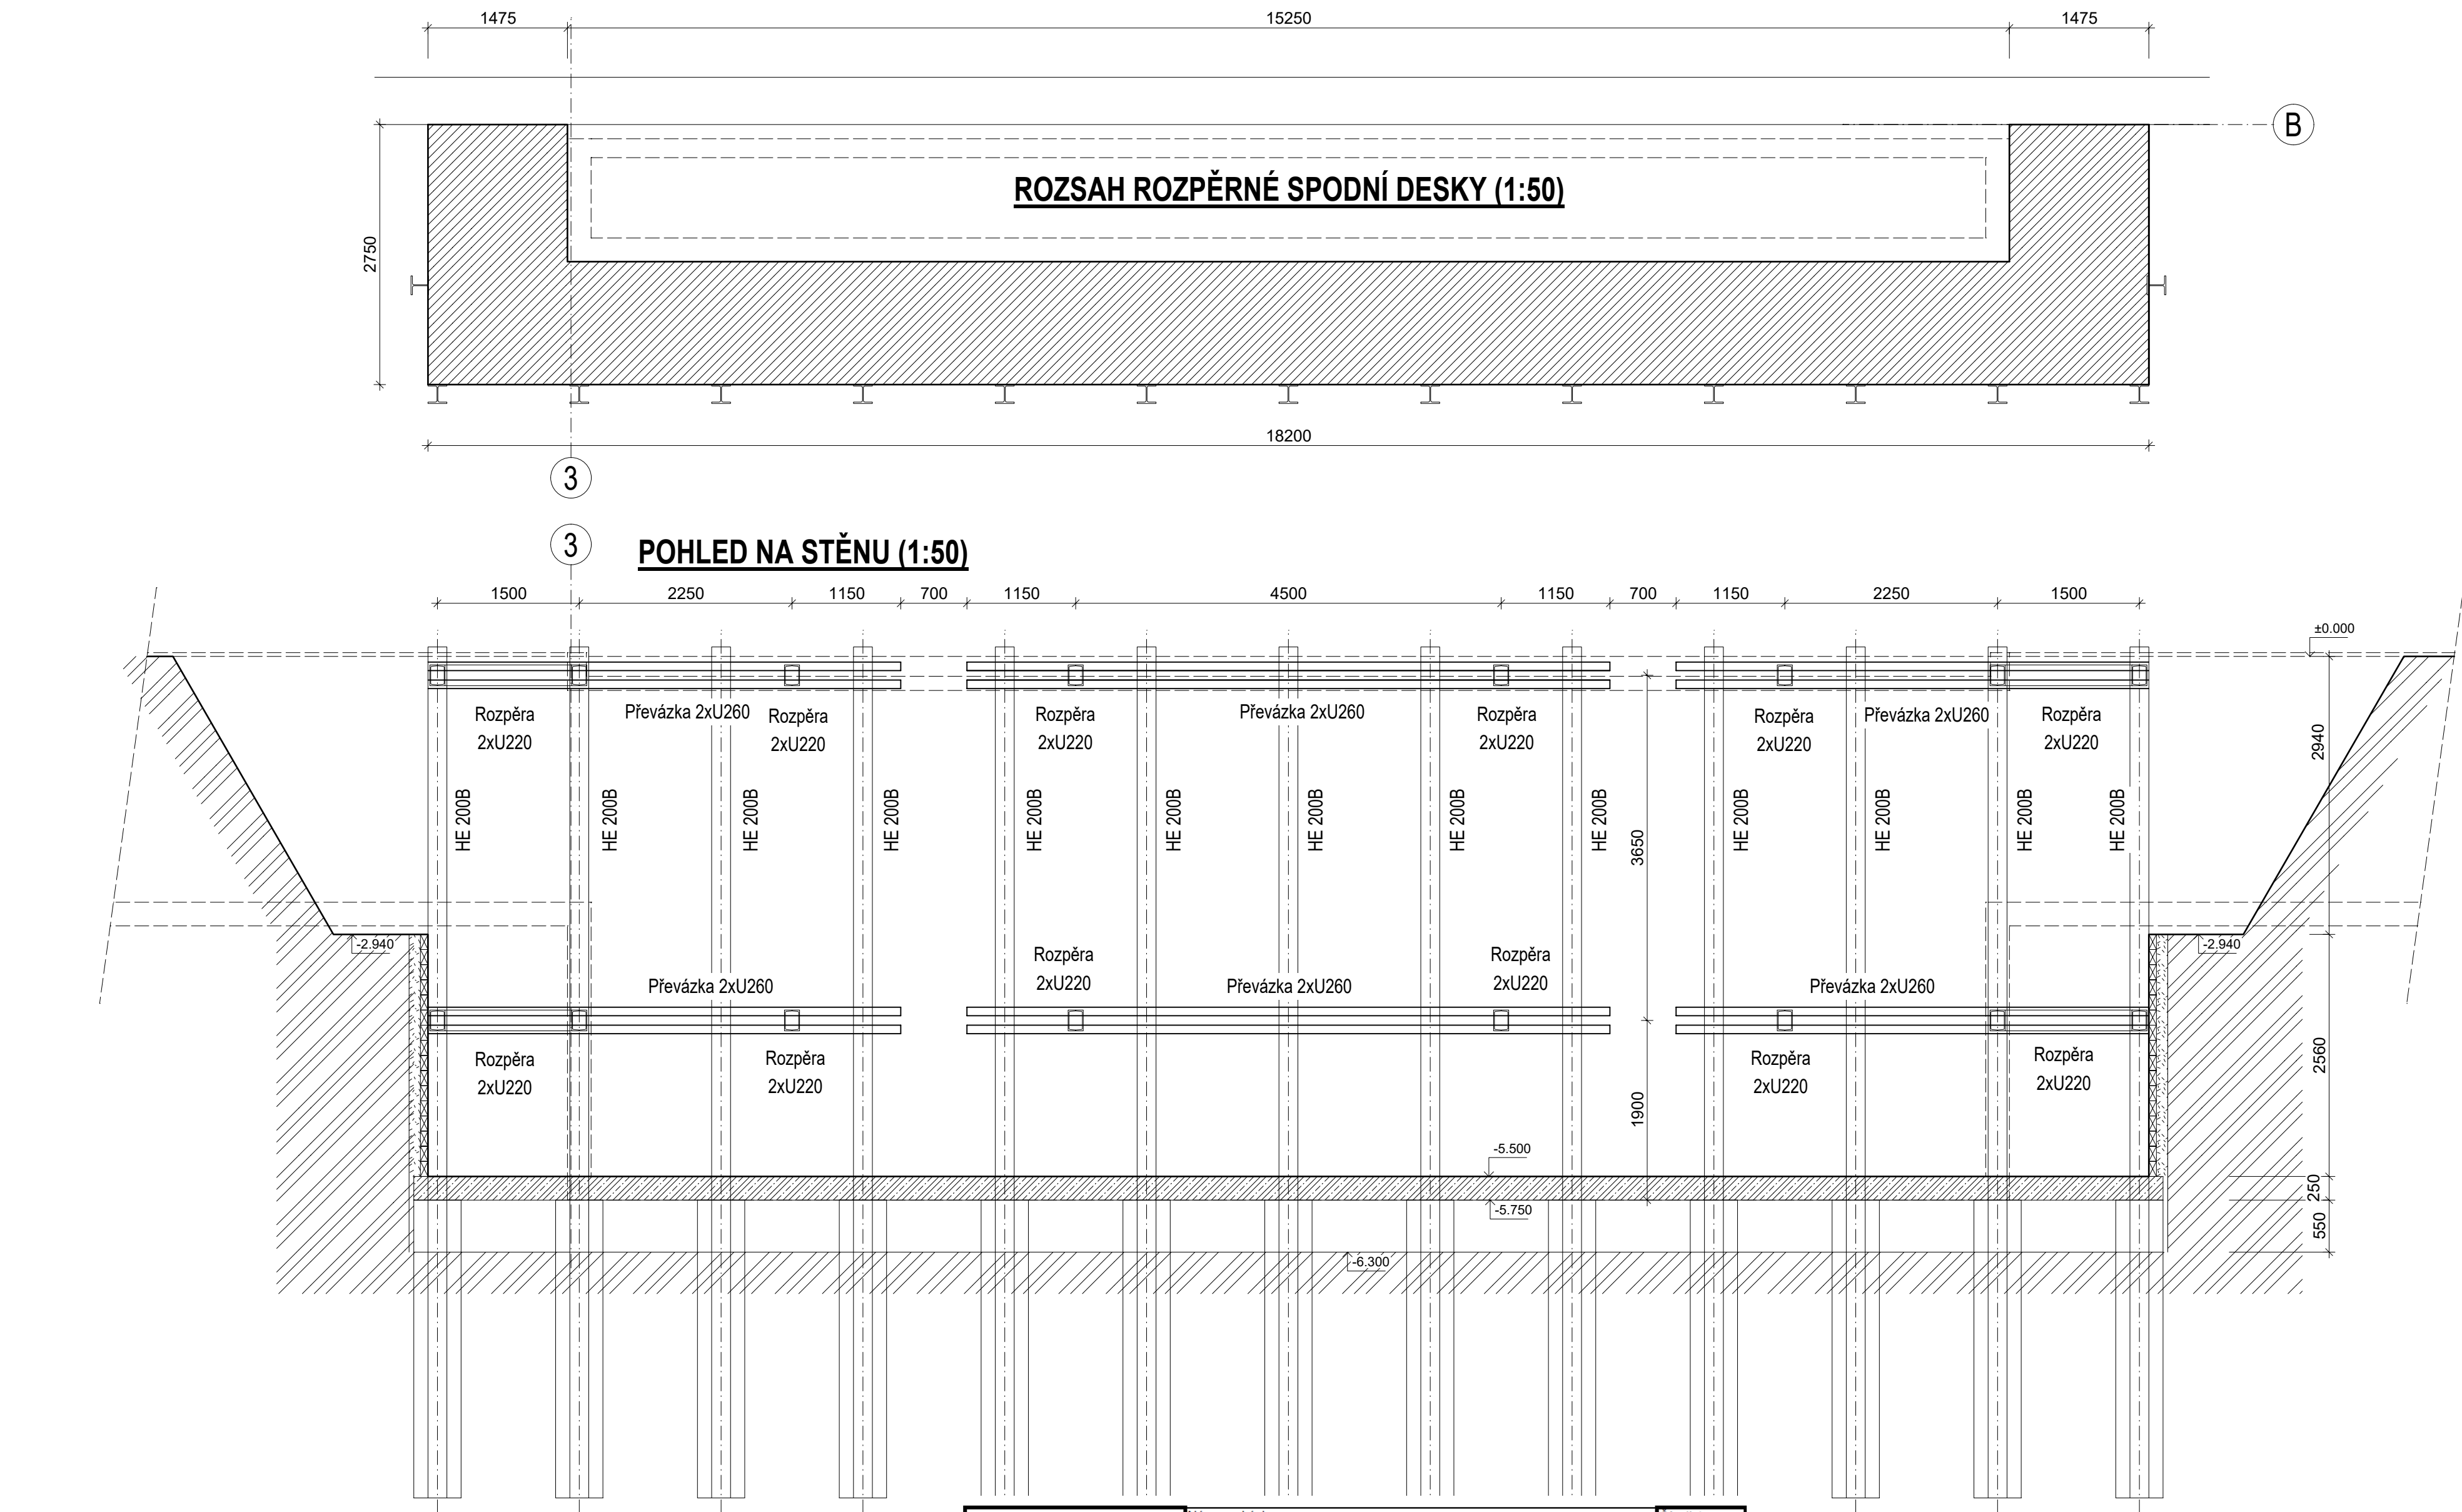 1475 15250 1475
B
ROZSAH ROZPĚRNÉ SPODNÍ DESKY (1:50)
2750
18200
3
3
POHLED NA STĚNU (1:50)
1500 2250 1150 700 1150 4500 1150 700 1150 2250 1500
±0.000
Rozpěra
2xU220
Převázka 2xU260
Rozpěra
2xU220
Rozpěra
2xU220
Převázka 2xU260
Rozpěra
2xU220
Rozpěra
2xU220
Převázka 2xU260
Rozpěra
2xU220
2940
HE 200B HE 200B HE 200B HE 200B HE 200B HE 200B HE 200B HE 200B HE 200B HE 200B HE 200B HE 200B HE 200B
3650
-2.940
-2.940
Rozpěra
2xU220
Rozpěra
2xU220
Převázka 2xU260
Převázka 2xU260
Převázka 2xU260
Rozpěra
2xU220
Rozpěra
2xU220
Rozpěra
2xU220
Rozpěra
2xU220
2560
1900
-5.500
-5.750
250
550
-6.300